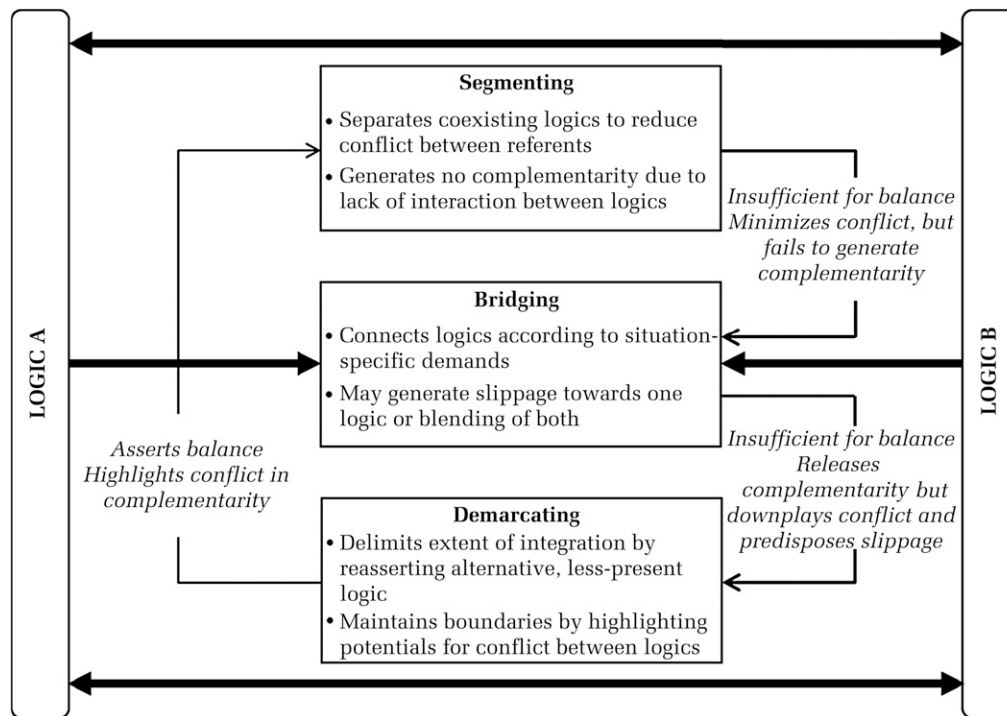 LOGIC A
Segmenting
• Separates coexisting logics to reduce
conflict between referents
• Generates no complementarity due to
lack of interaction between logics
Insufficient for balance
Minimizes conflict, but
fails to generate
complementarity
Bridging
• Connects logics according to situation-
specific demands
• May generate slippage towards one
logic or blending of both
Asserts balance
Highlights conflict in
complementarity
Insufficient for balance
Releases
complementarity but
downplays conflict and
predisposes slippage
Demarcating
• Delimits extent of integration by
reasserting alternative, less-present
logic
• Maintains boundaries by highlighting
potentials for conflict between logics
LOGIC B